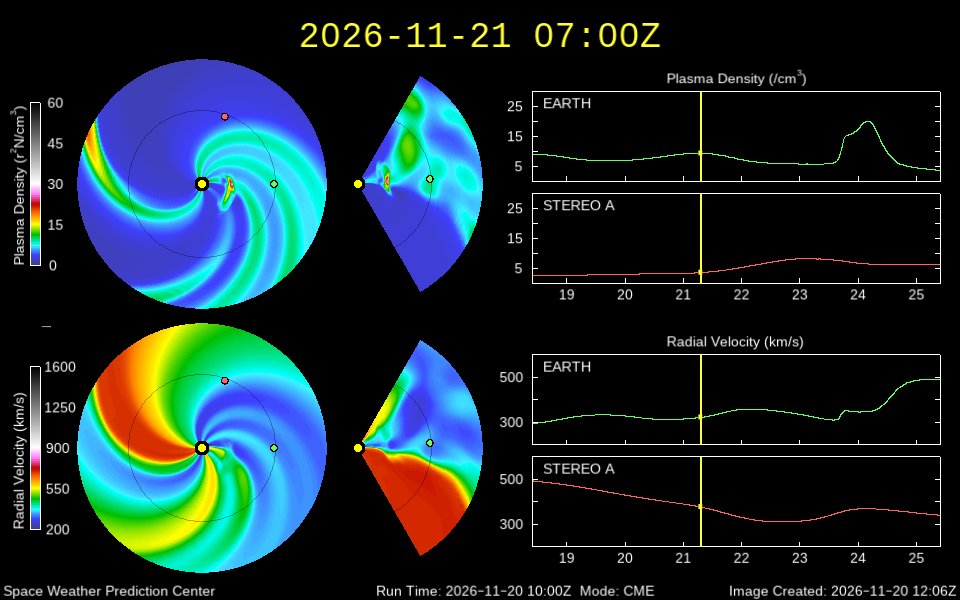 2026-11-21 07:00Z
Plasma Density (r²N/cm³)
60
45
30
15
0
Plasma Density (/cm³)
EARTH
25
15
5
STEREO A
25
15
5
19 20 21 22 23 24 25
Radial Velocity (km/s)
1600
1250
900
550
200
Radial Velocity (km/s)
EARTH
500
300
STEREO A
500
300
19 20 21 22 23 24 25
Space Weather Prediction Center
Run Time: 2026-11-20 10:00Z Mode: CME
Image Created: 2026-11-20 12:06Z